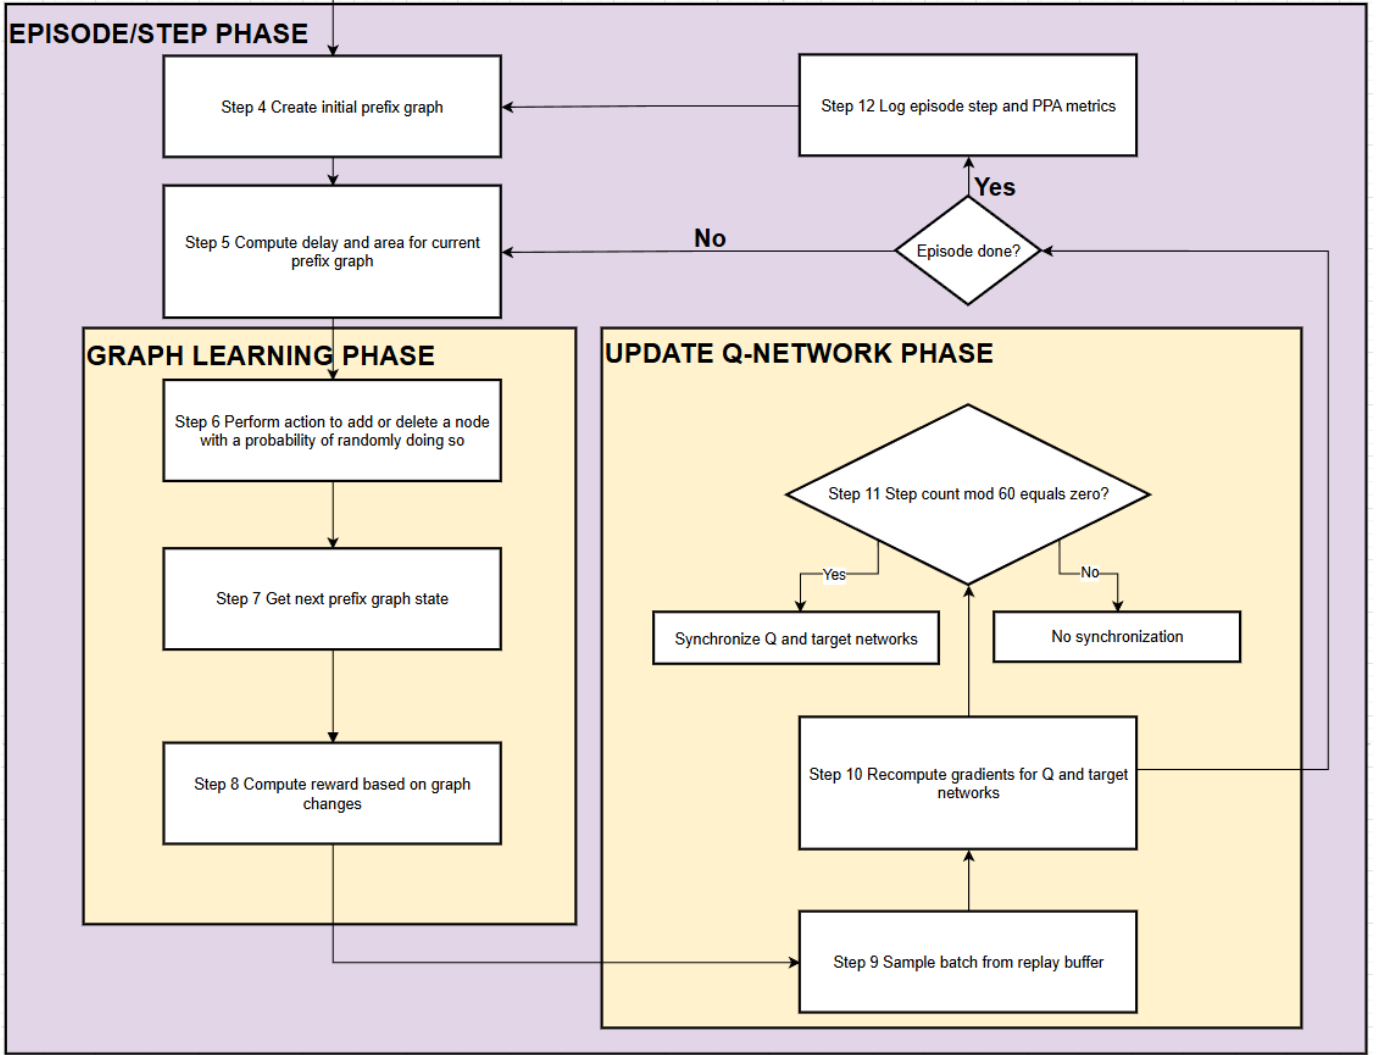 EPISODE/STEP PHASE
Step 4 Create initial prefix graph
Step 12 Log episode step and PPA metrics
Yes
Step 5 Compute delay and area for current
prefix graph
No
Episode done?
GRAPH LEARNING PHASE
Step 6 Perform action to add or delete a node
with a probability of randomly doing so
Step 7 Get next prefix graph state
Step 8 Compute reward based on graph
changes
UPDATE Q-NETWORK PHASE
Step 11 Step count mod 60 equals zero?
Yes
No
Synchronize Q and target networks
No synchronization
Step 10 Recompute gradients for Q and target
networks
Step 9 Sample batch from replay buffer